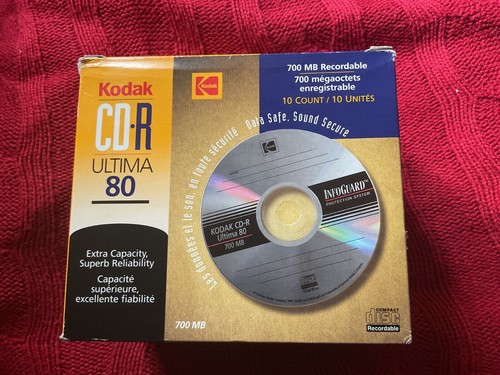 Kodak
CD-R
ULTIMA
80
Extra Capacity,
Superb Reliability
Capacité
supérieure,
excellente fiabilité
700 MB Recordable
700 mégaoctets
enregistrable
10 COUNT / 10 UNITÉS
Les données et le son, en toute sécurité. Data Safe. Sound Secure
KODAK CD-R
Ultima 80
700 MB
INFOGUARD™
PROTECTION SYSTEM
700 MB
COMPACT
disc
Recordable